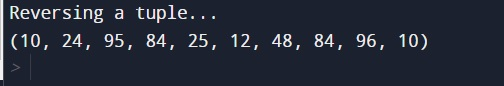 Reversing a tuple...
(10, 24, 95, 84, 25, 12, 48, 84, 96, 10)
>